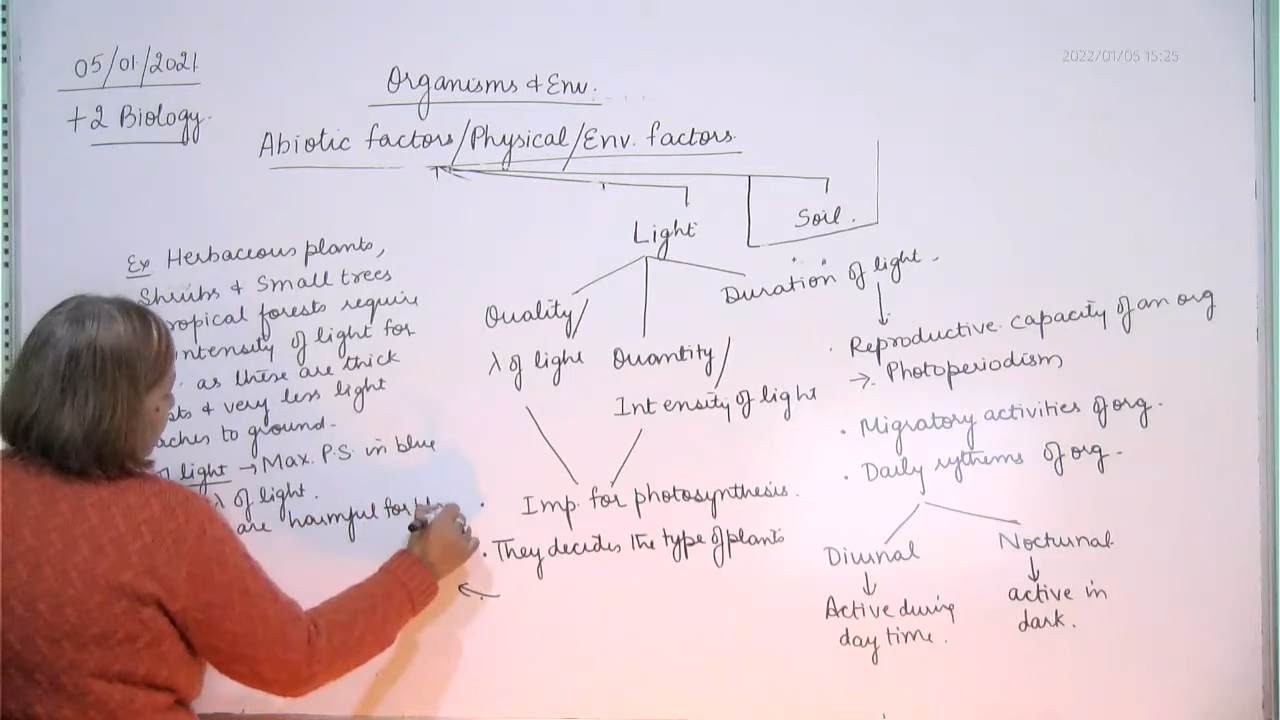 05/01/2021
+2 Biology.
2022/01/05 15:25
Organisms & Env.
Abiotic factors/Physical/Env. factors.
Light
Soil.
Quality/
λ of light
Quantity/
Intensity of light
Duration of light.
Imp. for photosynthesis.
They decides the type of plants
. Reproductive capacity of an org
→ Photoperiodism
. Migratory activities of org.
. Daily rythems of org.
Diurnal
Active during
day time.
Nocturnal
active in
dark.
Ex Herbaceous plants,
Shrubs & Small trees
tropical forests require
intensity of light for
as these are thick
& very less light
to ground.
light → Max. P.S. in blue
λ of light.
are harmful for